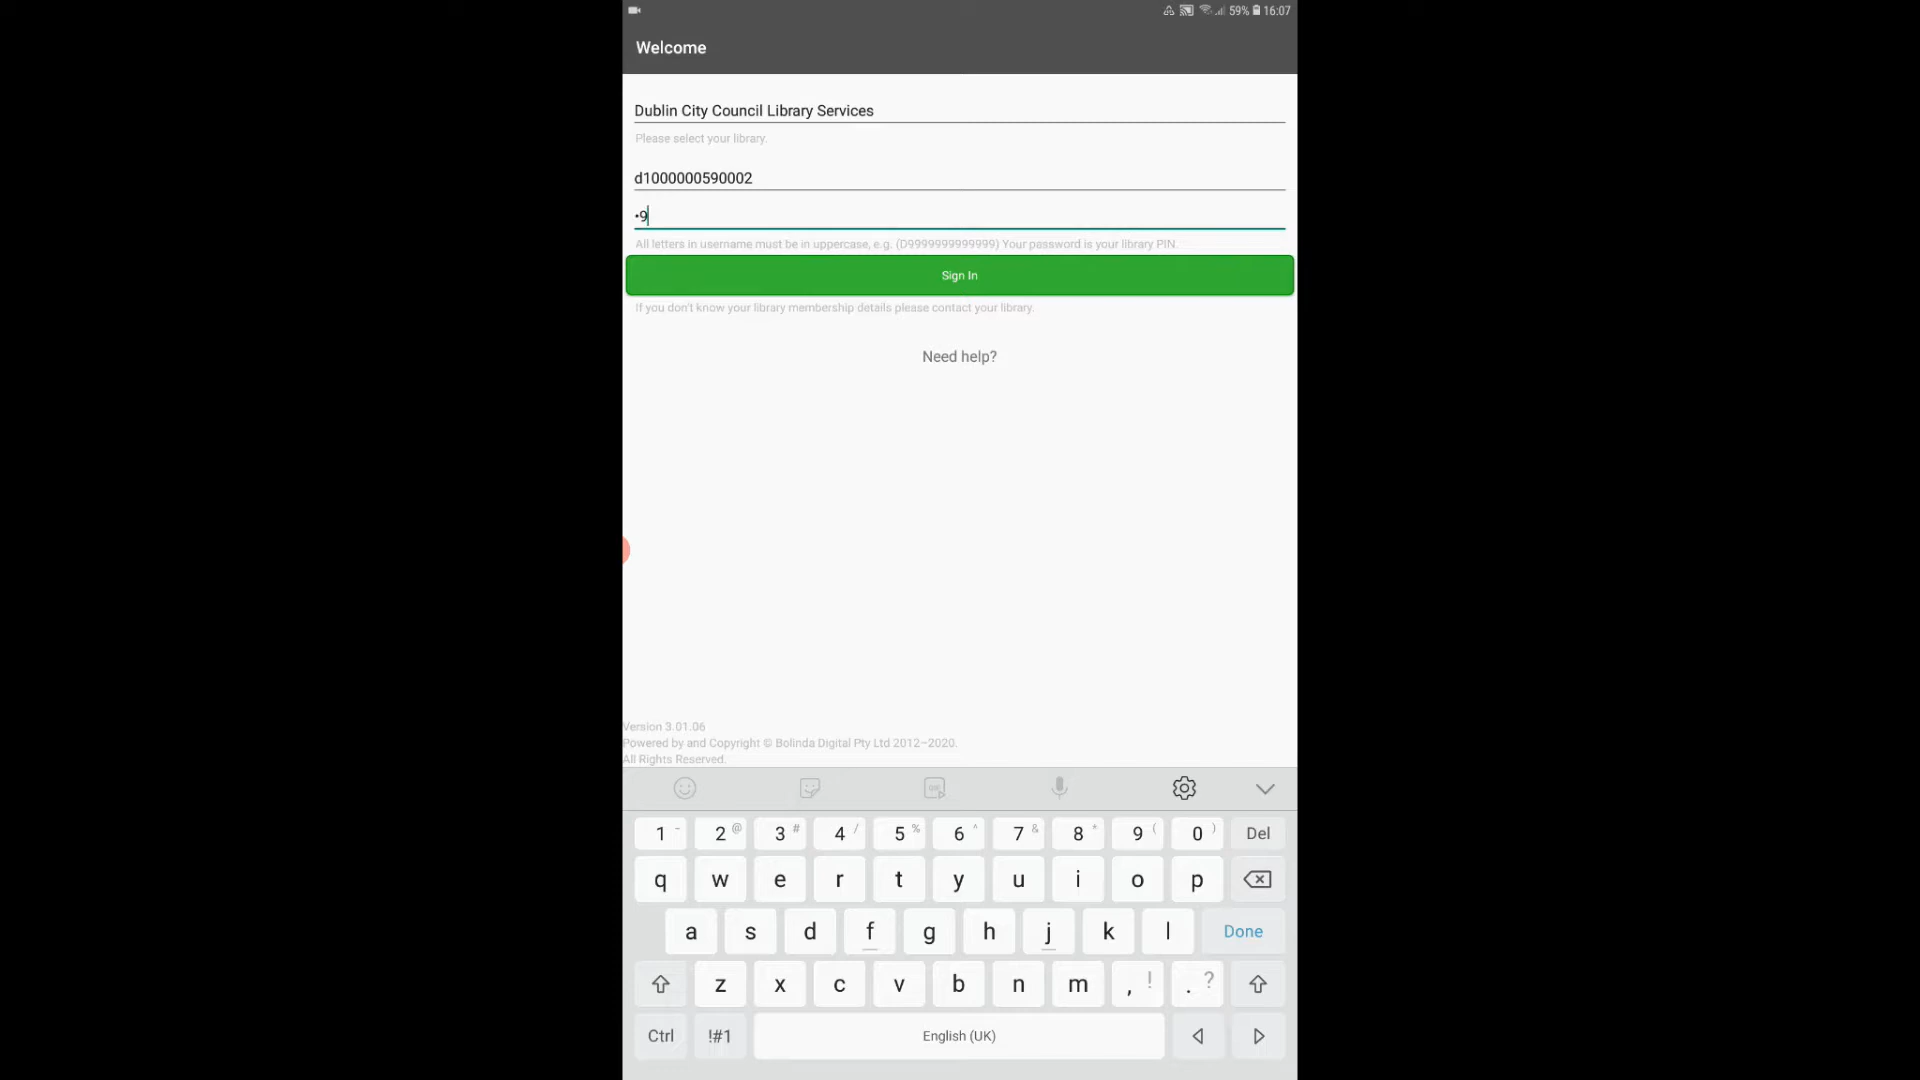 59% 16:07
Welcome
Dublin City Council Library Services
Please select your library.
d1000000590002
•9
All letters in username must be in uppercase, e.g. (D9999999999999) Your password is your library PIN.
Sign In
If you don't know your library membership details please contact your library.
Need help?
Version 3.01.06
Powered by and Copyright © Bolinda Digital Pty Ltd 2012–2020.
All Rights Reserved.
1 - 2 @ 3 # 4 / 5 % 6 ^ 7 & 8 * 9 ( 0 ) Del
q w e r t y u i o p
a s d f g h j k l Done
z x c v b n m , ! . ?
Ctrl !#1 English (UK)